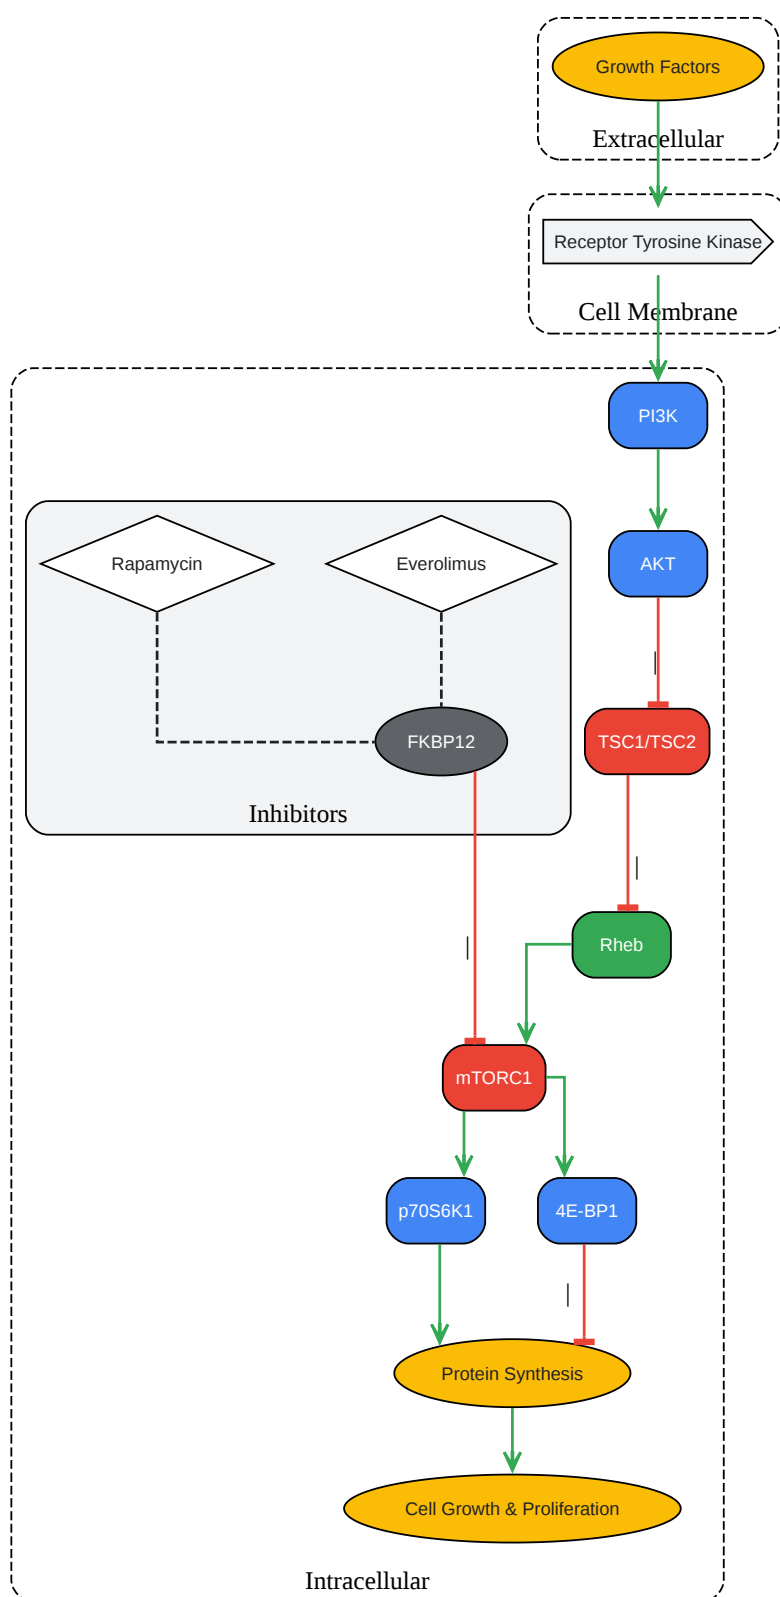 Growth Factors
Extracellular
Receptor Tyrosine Kinase
Cell Membrane
PI3K
Rapamycin
Everolimus
AKT
FKBP12
TSC1/TSC2
Inhibitors
Rheb
mTORC1
p70S6K1
4E-BP1
Protein Synthesis
Cell Growth & Proliferation
Intracellular